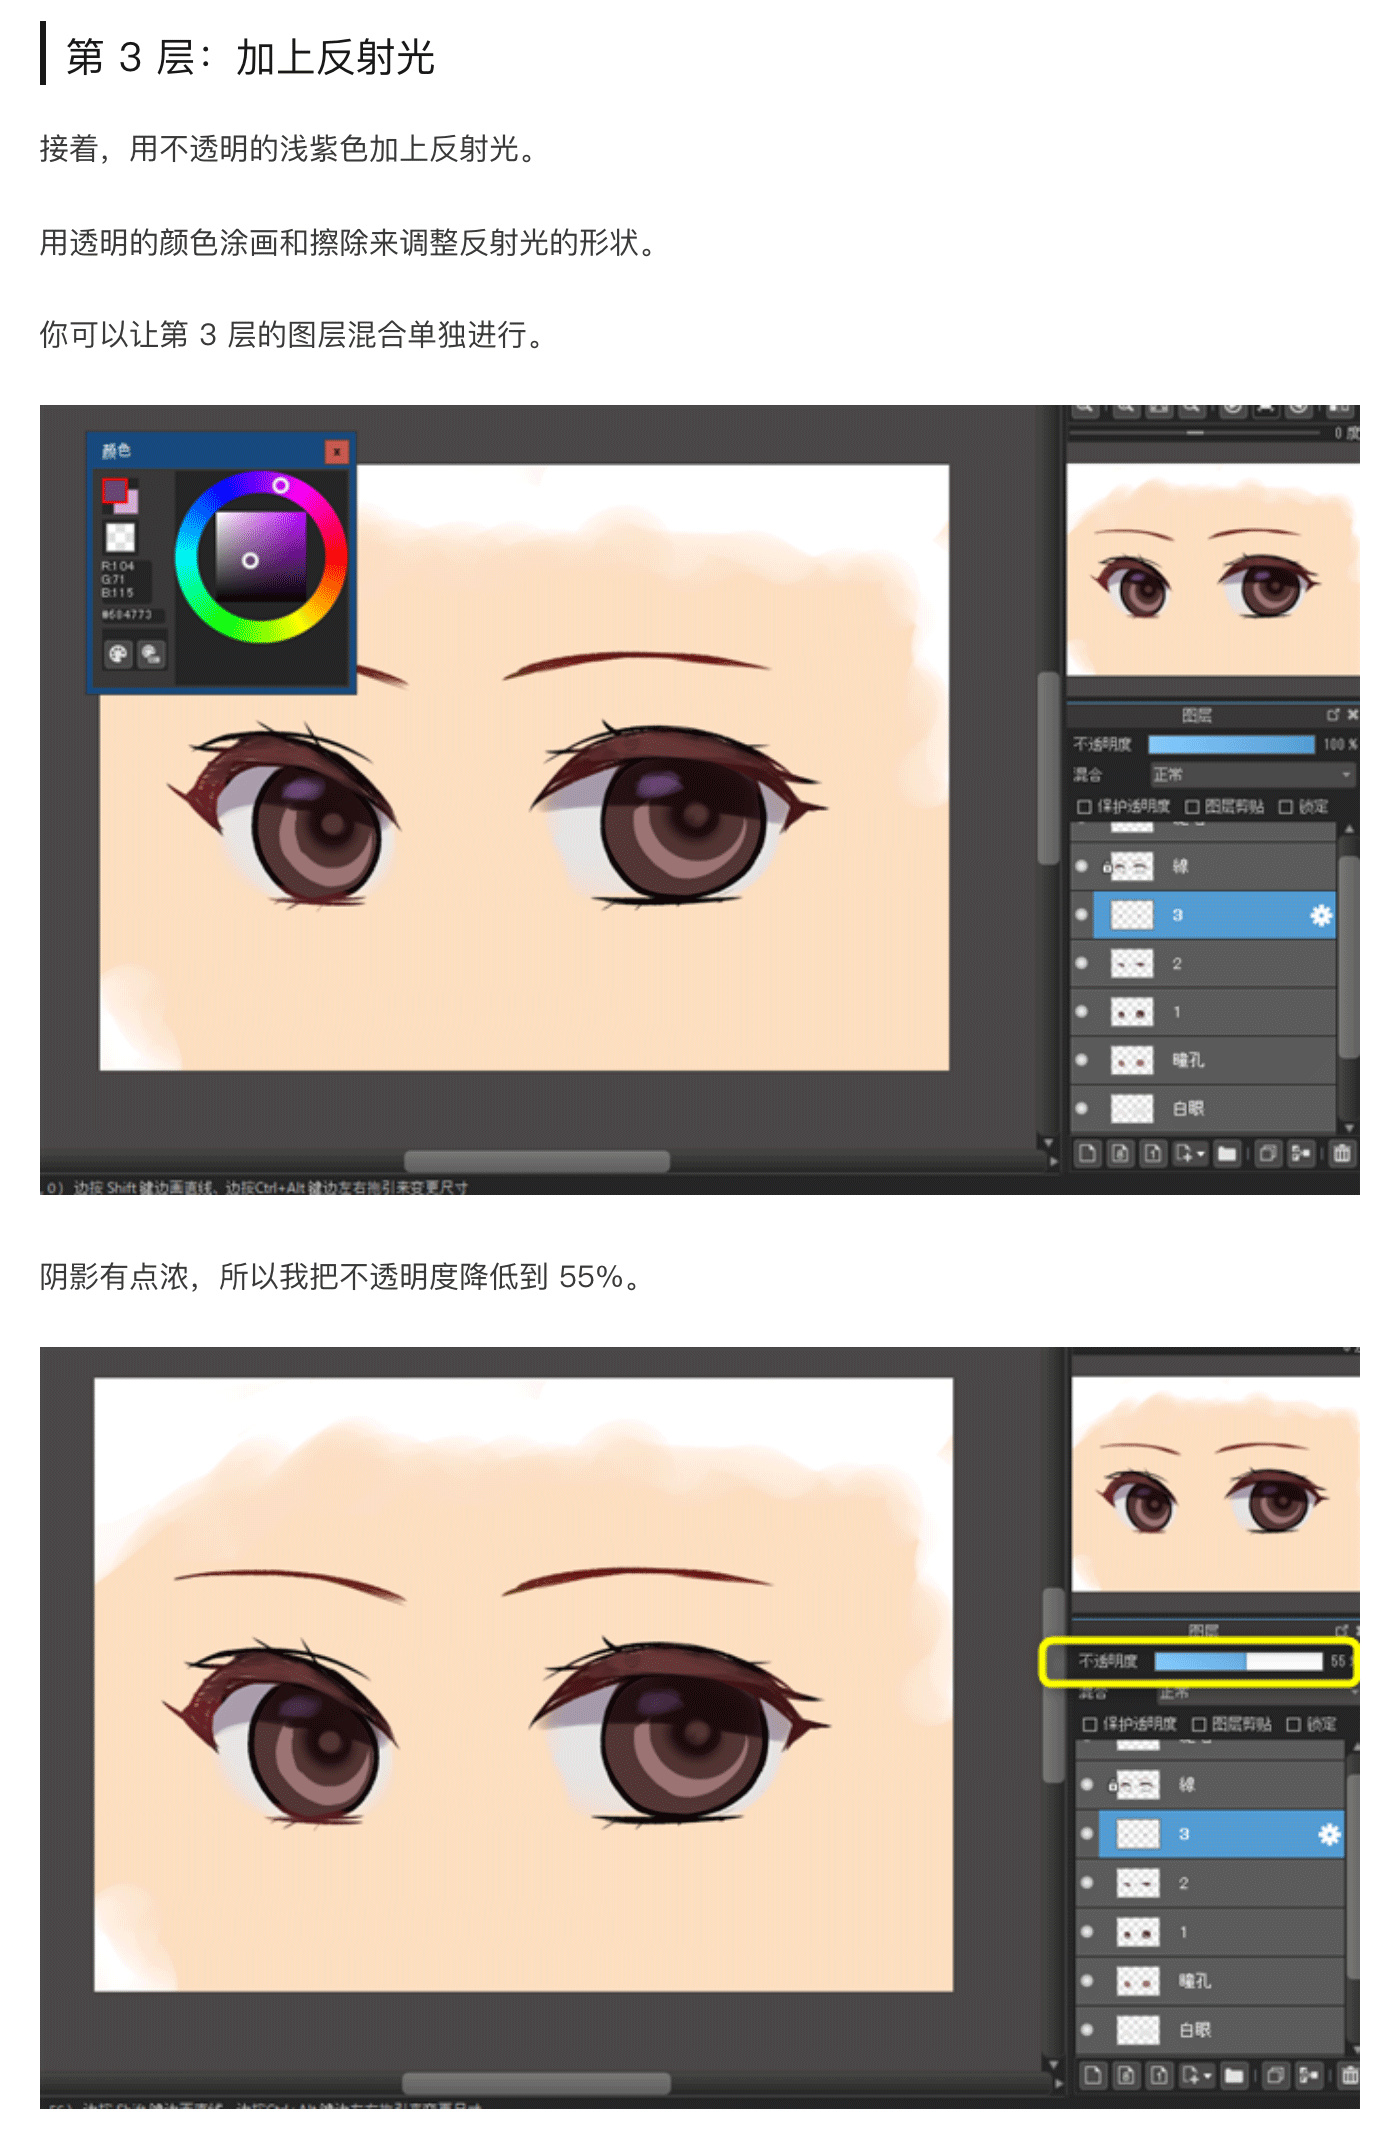 第 3 层：加上反射光
接着，用不透明的浅紫色加上反射光。
用透明的颜色涂画和擦除来调整反射光的形状。
你可以让第 3 层的图层混合单独进行。
颜色
R:104
G:71
B:115
#684773
0 度
图层
不透明度 100 %
混合 正常
保护透明度 图层剪贴 锁定
線
3
2
1
瞳孔
白眼
0） 边按 Shift 键边画直线、边按Ctrl+Alt 键边左右拖引来变更尺寸
阴影有点浓，所以我把不透明度降低到 55%。
图层
不透明度 55
混合 正常
保护透明度 图层剪贴 锁定
線
3
2
1
瞳孔
白眼